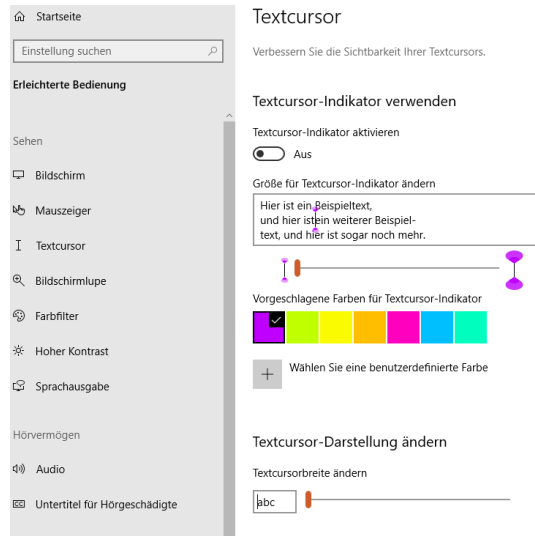 Startseite
Einstellung suchen
Erleichterte Bedienung
Sehen
Bildschirm
Mauszeiger
Textcursor
Bildschirmlupe
Farbfilter
Hoher Kontrast
Sprachausgabe
Hörvermögen
Audio
Untertitel für Hörgeschädigte
Textcursor
Verbessern Sie die Sichtbarkeit Ihrer Textcursors.
Textcursor-Indikator verwenden
Textcursor-Indikator aktivieren
Aus
Größe für Textcursor-Indikator ändern
Hier ist ein Beispieltext,
und hier ist ein weiterer Beispiel-
text, und hier ist sogar noch mehr.
Vorgeschlagene Farben für Textcursor-Indikator
Wählen Sie eine benutzerdefinierte Farbe
Textcursor-Darstellung ändern
Textcursorbreite ändern
abc